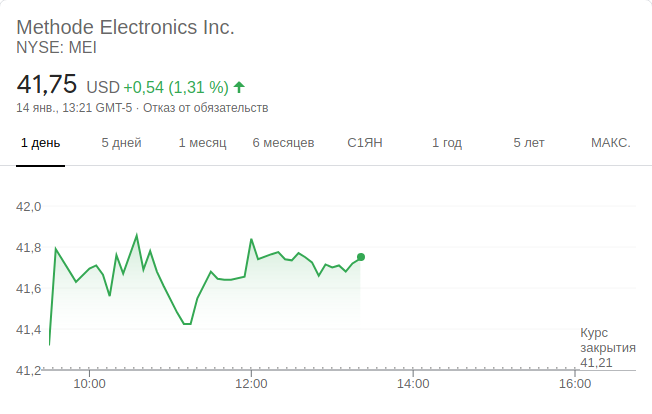 Methode Electronics Inc.
NYSE: MEI
41,75 USD +0,54 (1,31 %)
14 янв., 13:21 GMT-5 · Отказ от обязательств
1 день 5 дней 1 месяц 6 месяцев С1ЯН 1 год 5 лет МАКС.
42,0
41,8
41,6
41,4
Курс
закрытия
41,21
41,2
10:00 12:00 14:00 16:00